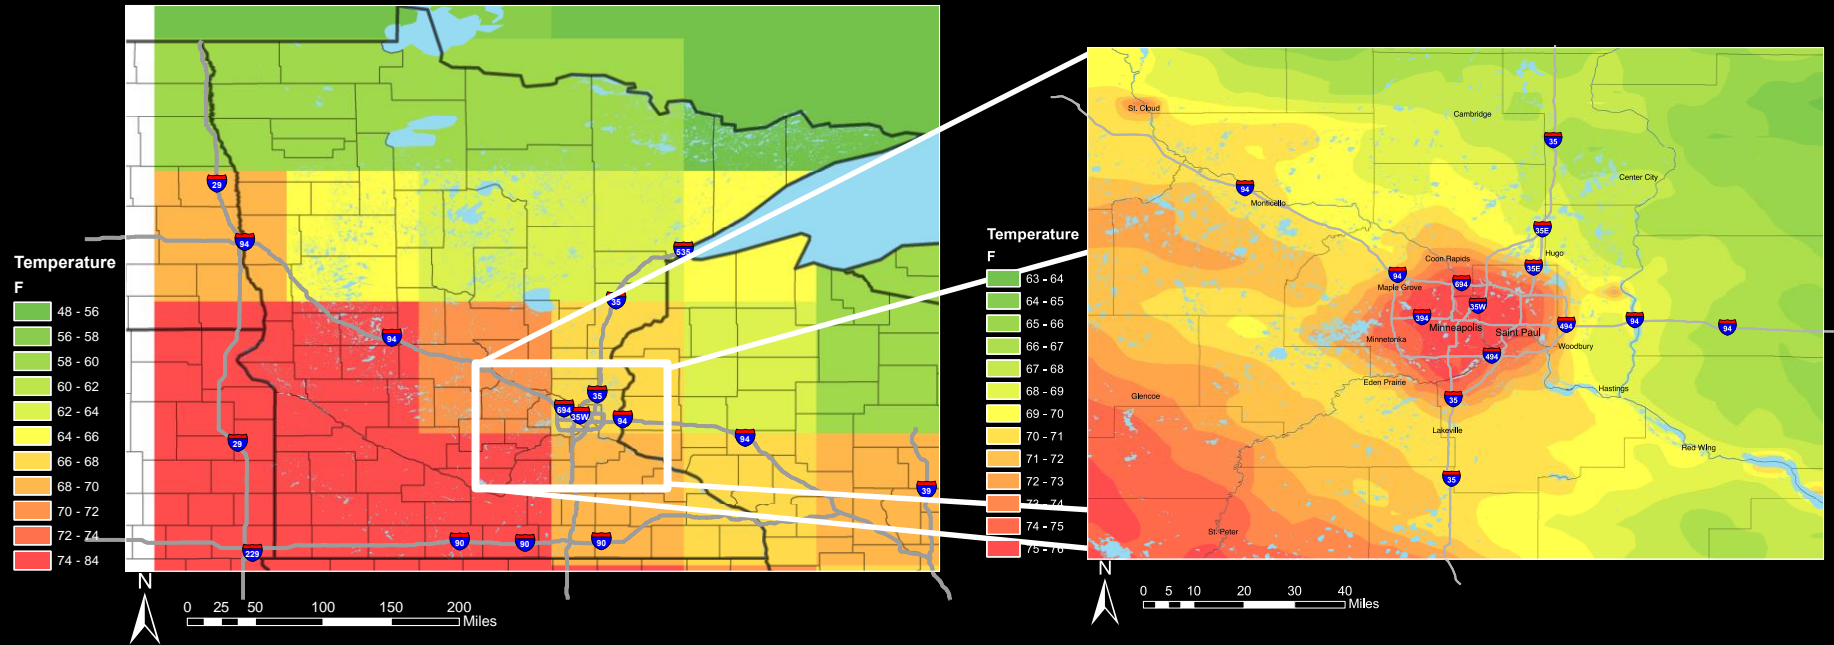 Temperature
F
48 - 56
56 - 58
58 - 60
60 - 62
62 - 64
64 - 66
66 - 68
68 - 70
70 - 72
72 - 74
74 - 84
29
94
535
35
94
35
694
35W
94
94
29
39
90
90
90
229
N
0 25 50 100 150 200
Miles
Temperature
F
63 - 64
64 - 65
65 - 66
66 - 67
67 - 68
68 - 69
69 - 70
70 - 71
71 - 72
72 - 73
73 - 74
74 - 75
75 - 76
St. Cloud
Cambridge
35
Center City
94
Monticello
35E
Hugo
Coon Rapids
35E
94
694
Maple Grove
35W
394
Minneapolis
Saint Paul
494
94
94
Minnetonka
Woodbury
494
Eden Prairie
Hastings
Glencoe
35
Lakeville
Red Wing
35
St. Peter
N
0 5 10 20 30 40
Miles